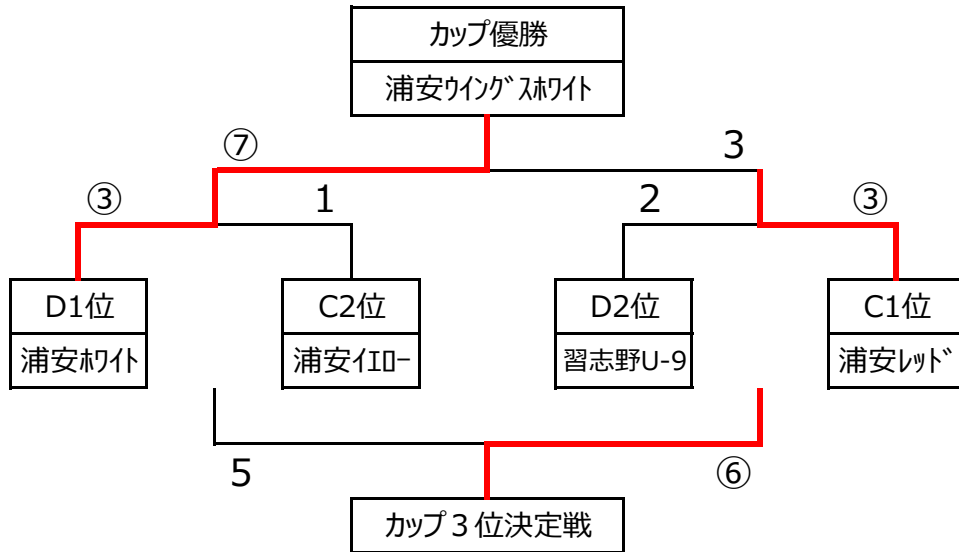 カップ優勝
浦安ｳｲﾝｸﾞｽﾎﾜｲﾄ
⑦ 3
③ 1 2 ③
D1位 C2位 D2位 C1位
浦安ﾎﾜｲﾄ 浦安ｲｴﾛｰ 習志野U-9 浦安ﾚｯﾄﾞ
5 ⑥
カップ３位決定戦